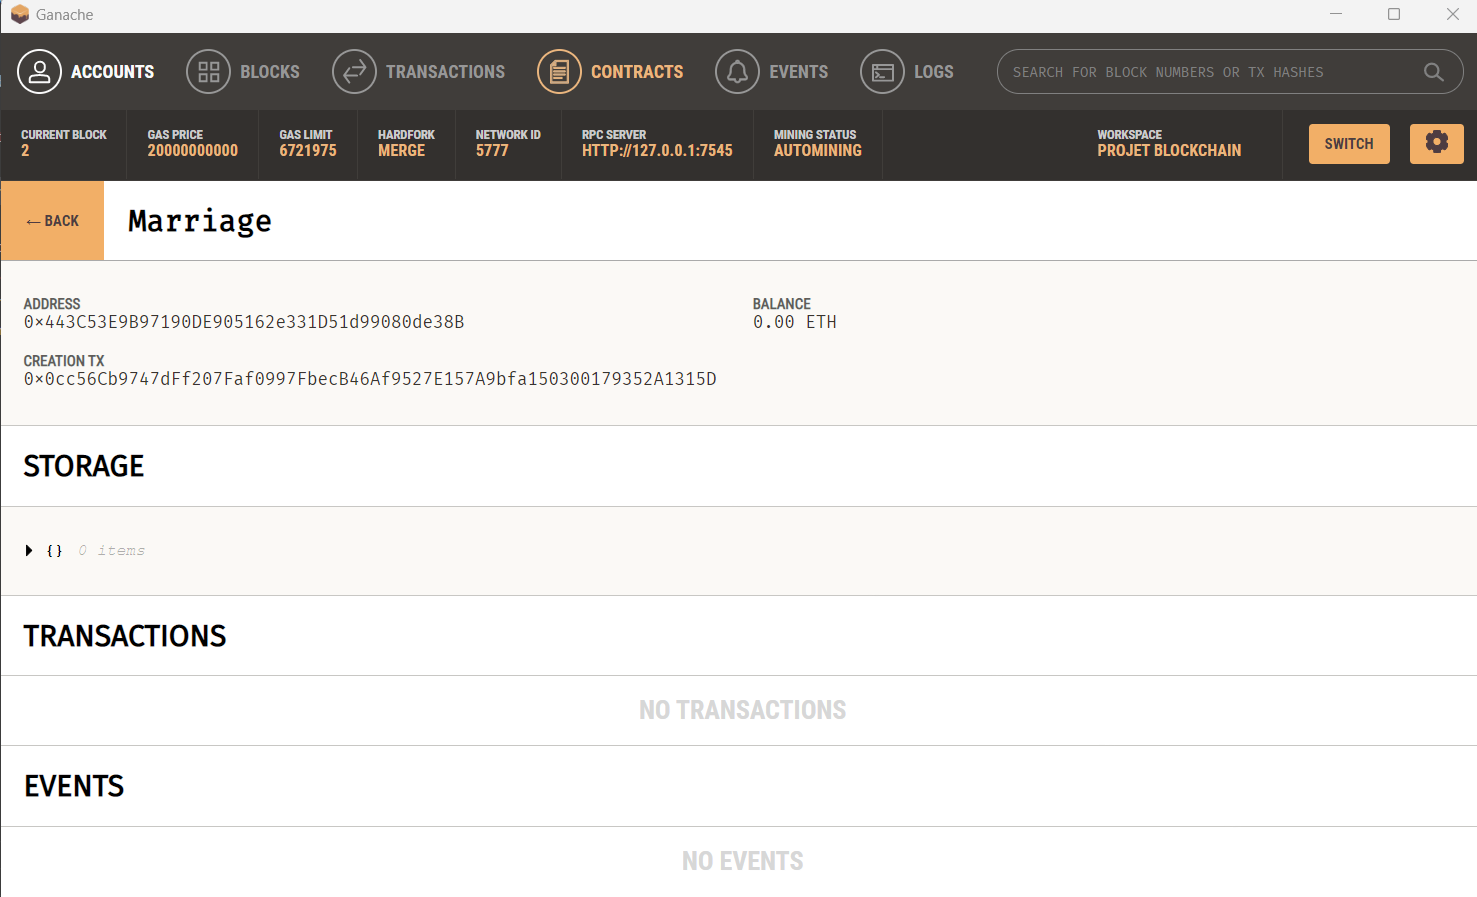 Ganache
ACCOUNTS BLOCKS TRANSACTIONS CONTRACTS EVENTS LOGS SEARCH FOR BLOCK NUMBERS OR TX HASHES
CURRENT BLOCK GAS PRICE GAS LIMIT HARDFORK NETWORK ID RPC SERVER MINING STATUS WORKSPACE
2 20000000000 6721975 MERGE 5777 HTTP://127.0.0.1:7545 AUTOMINING PROJET BLOCKCHAIN SWITCH
← BACK Marriage
ADDRESS BALANCE
0×443C53E9B97190DE905162e331D51d99080de38B 0.00 ETH
CREATION TX
0×0cc56Cb9747dFf207Faf0997FbecB46Af9527E157A9bfa150300179352A1315D
STORAGE
{} 0 items
TRANSACTIONS
NO TRANSACTIONS
EVENTS
NO EVENTS